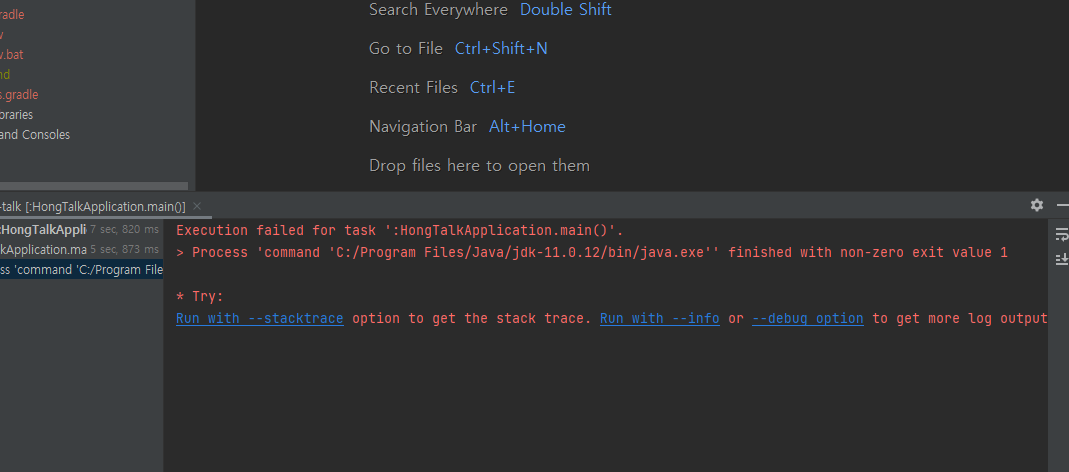 radle
w
w.bat
nd
s.gradle
braries
and Consoles
Search Everywhere Double Shift
Go to File Ctrl+Shift+N
Recent Files Ctrl+E
Navigation Bar Alt+Home
Drop files here to open them
-talk [:HongTalkApplication.main()]
:HongTalkAppli 7 sec, 820 ms
kApplication.ma 5 sec, 873 ms
ss 'command 'C:/Program File
Execution failed for task ':HongTalkApplication.main()'.
> Process 'command 'C:/Program Files/Java/jdk-11.0.12/bin/java.exe'' finished with non-zero exit value 1
* Try:
Run with --stacktrace option to get the stack trace. Run with --info or --debug option to get more log output